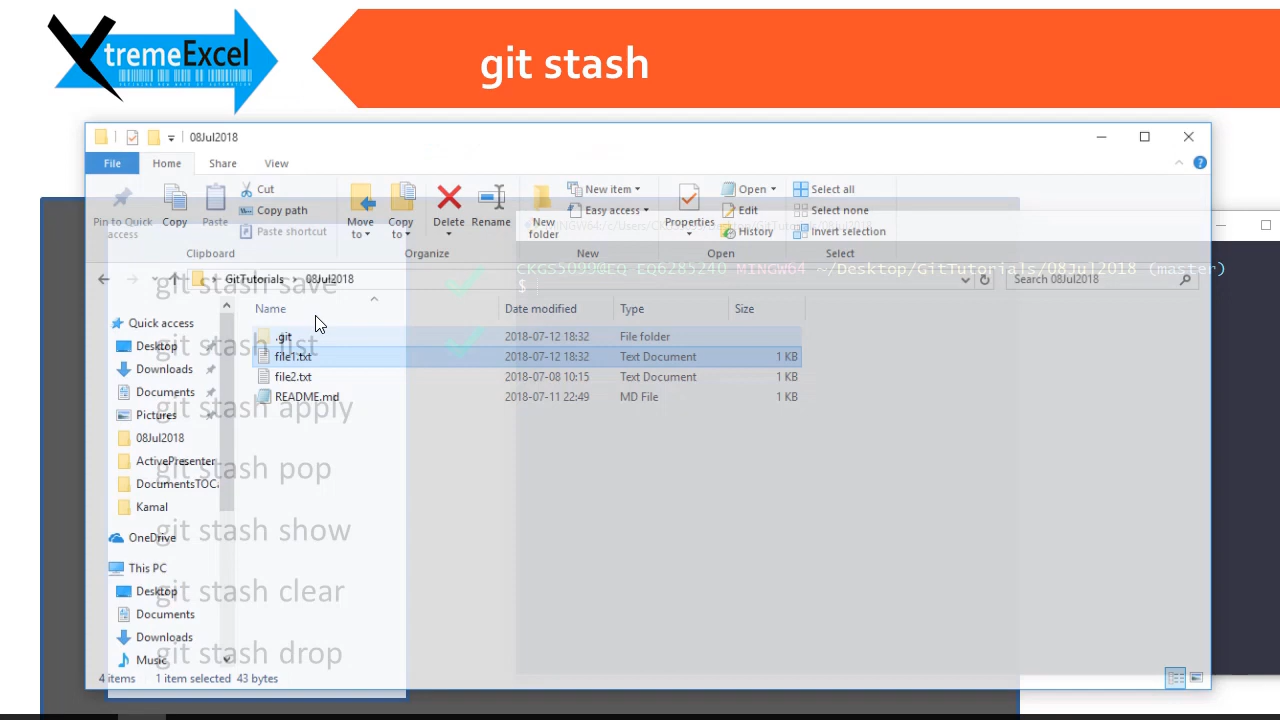 XtremeExcel
git stash
08Jul2018
File Home Share View
Pin to Quick access
Copy
Paste
Cut
Copy path
Paste shortcut
Clipboard
Move to
Copy to
Delete
Rename
Organize
New folder
New item
Easy access
New
Properties
Open
Edit
History
Open
Select all
Select none
Invert selection
Select
GitTutorials > 08Jul2018
Search 08Jul2018
CKGS5099@EQ EQ6285240 MINGW64 ~/Desktop/GitTutorials/08Jul2018 (master)
$
Name Date modified Type Size
.git 2018-07-12 18:32 File folder
file1.txt 2018-07-12 18:32 Text Document 1 KB
file2.txt 2018-07-08 10:15 Text Document 1 KB
README.md 2018-07-11 22:49 MD File 1 KB
Quick access
Desktop
Downloads
Documents
Pictures
08Jul2018
ActivePresenter
DocumentsTOCa
Kamal
OneDrive
This PC
Desktop
Documents
Downloads
Music
git stash save
git stash list
git stash apply
git stash pop
git stash show
git stash clear
git stash drop
4 items 1 item selected 43 bytes